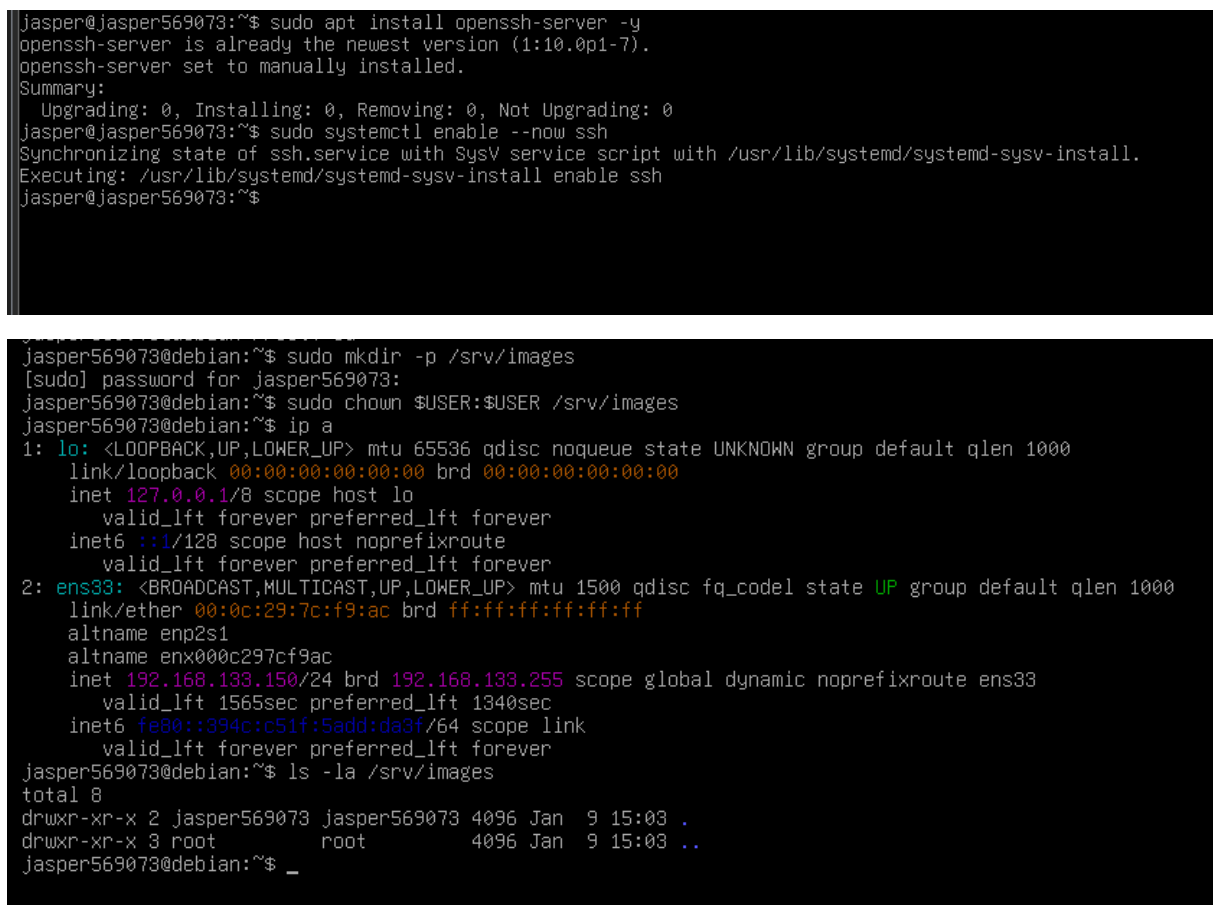 jasper@jasper569073:~$ sudo apt install openssh-server -y
openssh-server is already the newest version (1:10.0p1-7).
openssh-server set to manually installed.
Summary:
  Upgrading: 0, Installing: 0, Removing: 0, Not Upgrading: 0
jasper@jasper569073:~$ sudo systemctl enable --now ssh
Synchronizing state of ssh.service with SysV service script with /usr/lib/systemd/systemd-sysv-install.
Executing: /usr/lib/systemd/systemd-sysv-install enable ssh
jasper@jasper569073:~$
jasper569073@debian:~$ sudo mkdir -p /srv/images
[sudo] password for jasper569073:
jasper569073@debian:~$ sudo chown $USER:$USER /srv/images
jasper569073@debian:~$ ip a
1: lo: <LOOPBACK,UP,LOWER_UP> mtu 65536 qdisc noqueue state UNKNOWN group default qlen 1000
    link/loopback 00:00:00:00:00:00 brd 00:00:00:00:00:00
    inet 127.0.0.1/8 scope host lo
       valid_lft forever preferred_lft forever
    inet6 ::1/128 scope host noprefixroute
       valid_lft forever preferred_lft forever
2: ens33: <BROADCAST,MULTICAST,UP,LOWER_UP> mtu 1500 qdisc fq_codel state UP group default qlen 1000
    link/ether 00:0c:29:7c:f9:ac brd ff:ff:ff:ff:ff:ff
    altname enp2s1
    altname enx000c297cf9ac
    inet 192.168.133.150/24 brd 192.168.133.255 scope global dynamic noprefixroute ens33
       valid_lft 1565sec preferred_lft 1340sec
    inet6 fe80::394c:c51f:5add:da3f/64 scope link
       valid_lft forever preferred_lft forever
jasper569073@debian:~$ ls -la /srv/images
total 8
drwxr-xr-x 2 jasper569073 jasper569073 4096 Jan  9 15:03 .
drwxr-xr-x 3 root         root         4096 Jan  9 15:03 ..
jasper569073@debian:~$ _